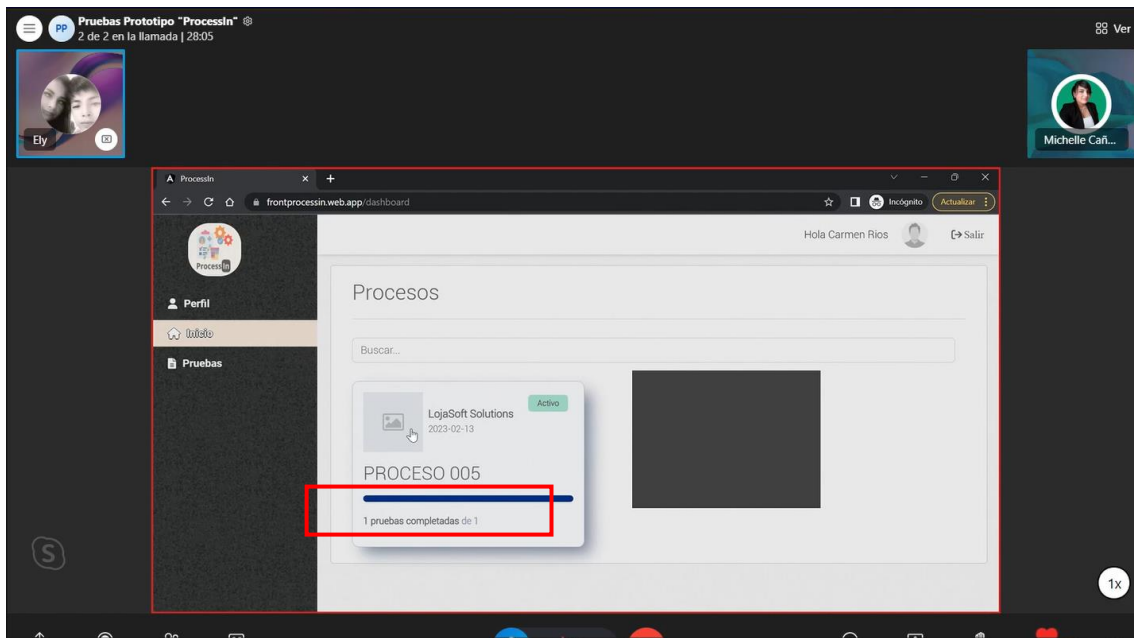 PP
Pruebas Prototipo "ProcessIn"
2 de 2 en la llamada | 28:05
Ver
Ely
Michelle Cañ...
ProcessIn
frontprocessin.web.app/dashboard
Incógnito
Actualizar
ProcessIn
Hola Carmen Rios
Salir
Perfil
Inicio
Pruebas
Procesos
Buscar...
LojaSoft Solutions
Activo
2023-02-13
PROCESO 005
1 pruebas completadas de 1
1x